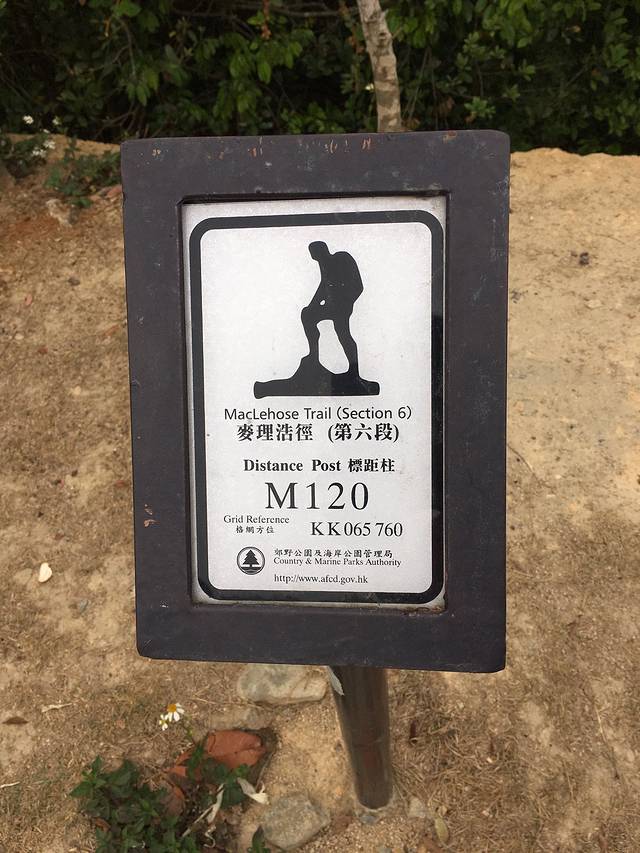 MacLehose Trail (Section 6)
麥理浩徑 (第六段)
Distance Post 標距柱
M120
Grid Reference
格網方位
KK065 760
郊野公園及海岸公園管理局
Country & Marine Parks Authority
http://www.afcd.gov.hk